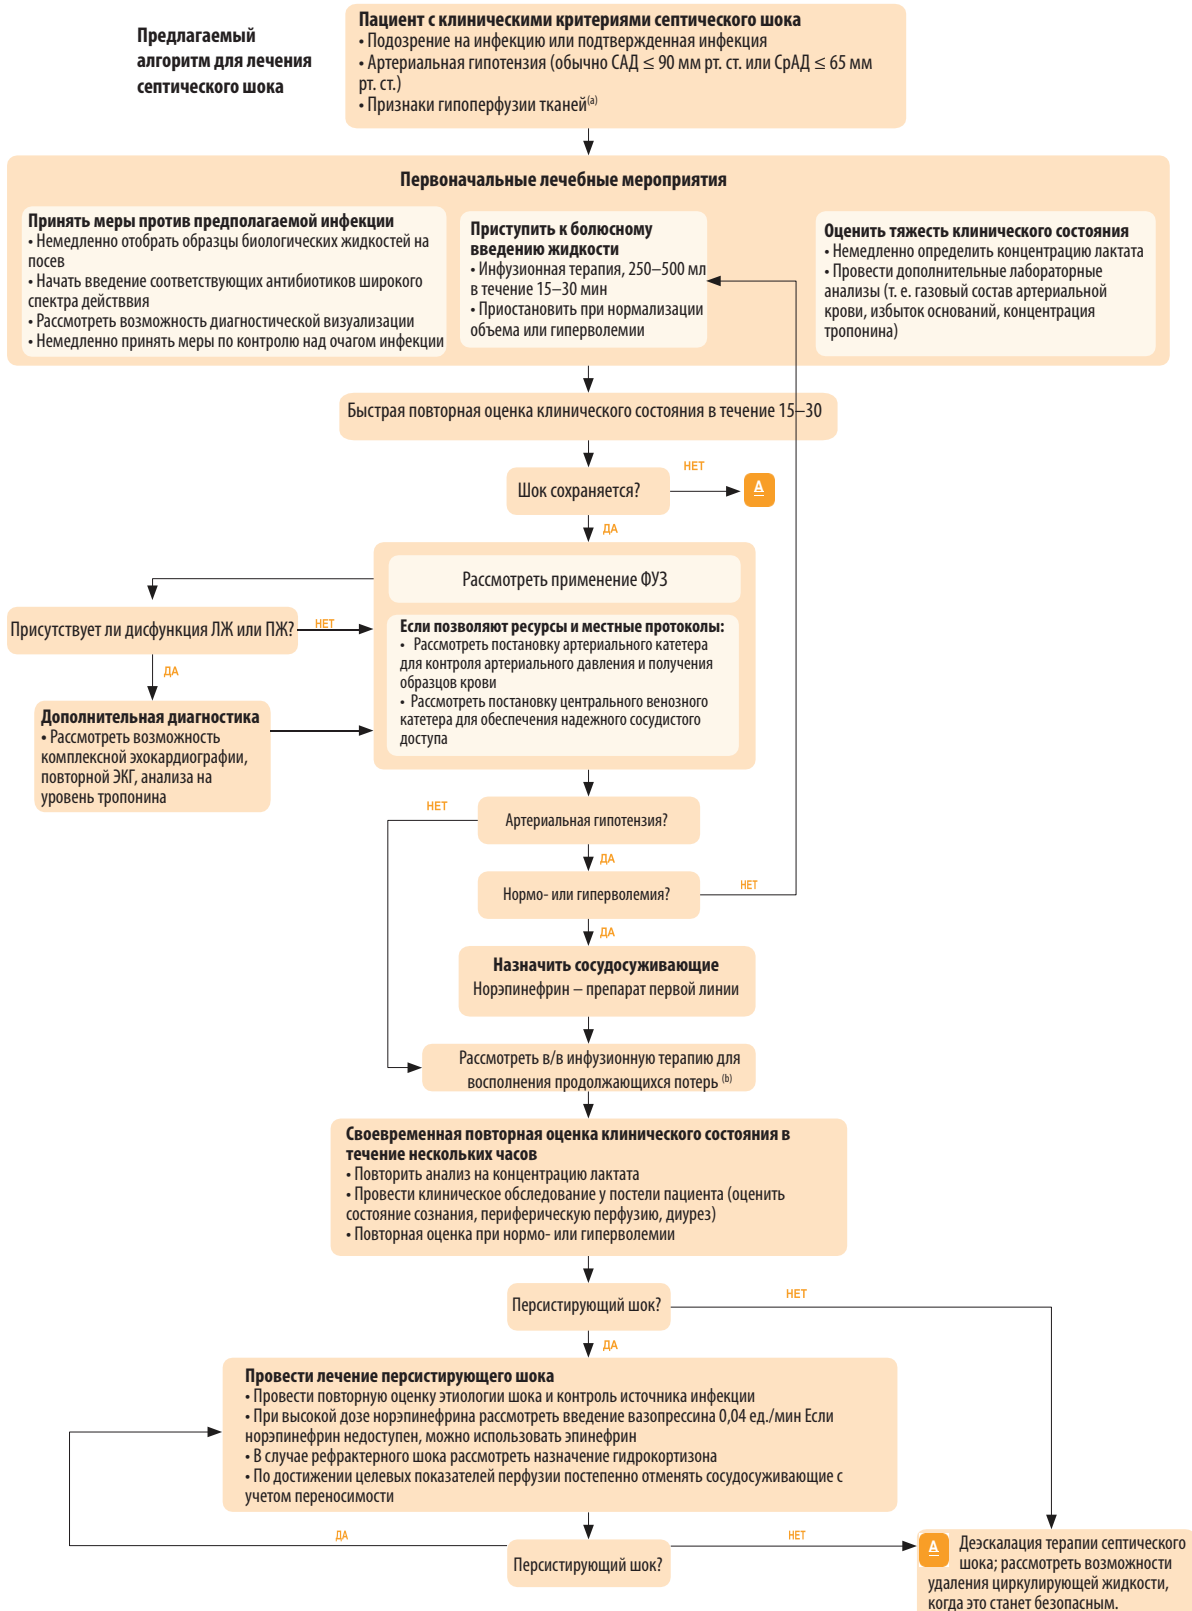 Предлагаемый
алгоритм для лечения
септического шока
Пациент с клиническими критериями септического шока
• Подозрение на инфекцию или подтвержденная инфекция
• Артериальная гипотензия (обычно САД ≤ 90 мм рт. ст. или СрАД ≤ 65 мм
рт. ст.)
• Признаки гипоперфузии тканей(a)
Первоначальные лечебные мероприятия
Принять меры против предполагаемой инфекции
• Немедленно отобрать образцы биологических жидкостей на
посев
• Начать введение соответствующих антибиотиков широкого
спектра действвия
• Рассмотреть возможность диагностической визуализации
• Немедленно принять меры по контролю над очагом инфекции
Приступить к болюсному
введению жидкости
• Инфузионная терапия, 250–500 мл
в течение 15–30 мин
• Приостановить при нормализации
объема или гиперволемии
Оценить тяжесть клинического состояния
• Немедленно определить концентрацию лактата
• Провести дополнительные лабораторные
анализы (т. е. газовый состав артериальной
крови, избыток оснований, концентрация
тропонина)
Быстрая повторная оценка клинического состояния в течение 15–30
Шок сохраняется?
НЕТ
А
ДА
Рассмотреть применение ФУЗ
Если позволяют ресурсы и местные протоколы:
• Рассмотреть постановку артериального катетера
для контроля артериального давления и получения
образцов крови
• Рассмотреть постановку центрального венозного
катетера для обеспечения надежного сосудистого
доступа
Присутствует ли дисфункция ЛЖ или ПЖ?
НЕТ
ДА
Дополнительная диагностика
• Рассмотреть возможность
комплексной эхокардиографии,
повторной ЭКГ, анализа на
уровень тропонина
Артериальная гипотензия?
НЕТ
ДА
Нормо- или гиперволемия?
НЕТ
ДА
Назначить сосудосуживающие
Норэпинефрин – препарат первой линии
Рассмотреть в/в инфузионную терапию для
восполнения продолжающихся потерь (b)
Своевременная повторная оценка клинического состояния в
течение нескольких часов
• Повторить анализ на концентрацию лактата
• Провести клиническое обследование у постели пациента (оценить
состояние сознания, периферическую перфузию, диурез)
• Повторная оценка при нормо- или гиперволемии
Персистирующий шок?
НЕТ
ДА
Провести лечение персистирующего шока
• Провести повторную оценку этиологии шока и контроль источника инфекции
• При высокой дозе норэпинефрина рассмотреть введение вазопрессина 0,04 ед./мин Если
норэпинефрин недоступен, можно использовать эпинефрин
• В случае рефрактерного шока рассмотреть назначение гидрокортизона
• По достижении целевых показателей перфузии постепенно отменять сосудосуживающие с
учетом переносимости
ДА
Персистирующий шок?
НЕТ
А
Деэскалация терапии септического
шока; рассмотреть возможности
удаления циркулирующей жидкости,
когда это станет безопасным.